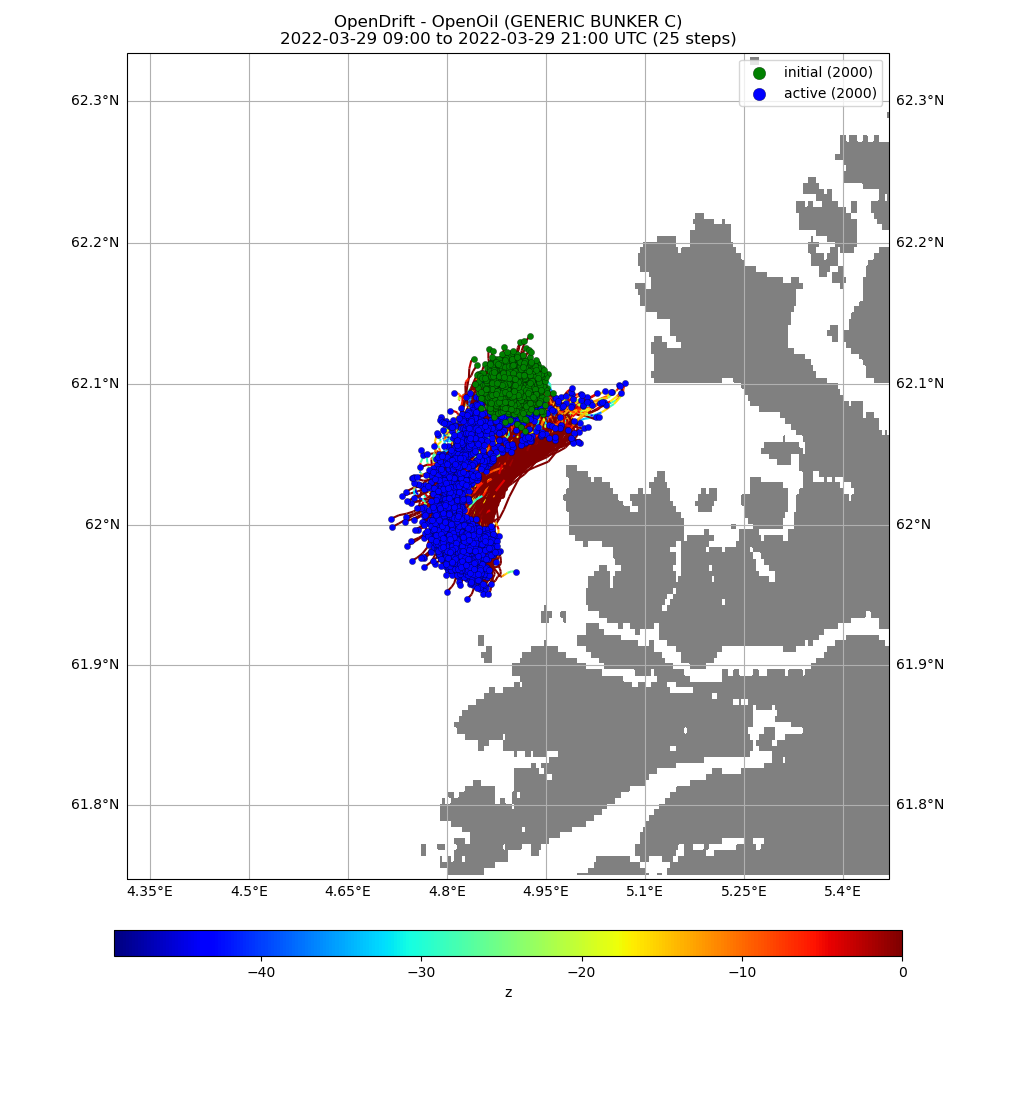 OpenDrift - OpenOil (GENERIC BUNKER C)
2022-03-29 09:00 to 2022-03-29 21:00 UTC (25 steps)
initial (2000)
active (2000)
62.3°N 62.3°N
62.2°N 62.2°N
62.1°N 62.1°N
62°N 62°N
61.9°N 61.9°N
61.8°N 61.8°N
4.35°E 4.5°E 4.65°E 4.8°E 4.95°E 5.1°E 5.25°E 5.4°E
−40 −30 −20 −10 0
z